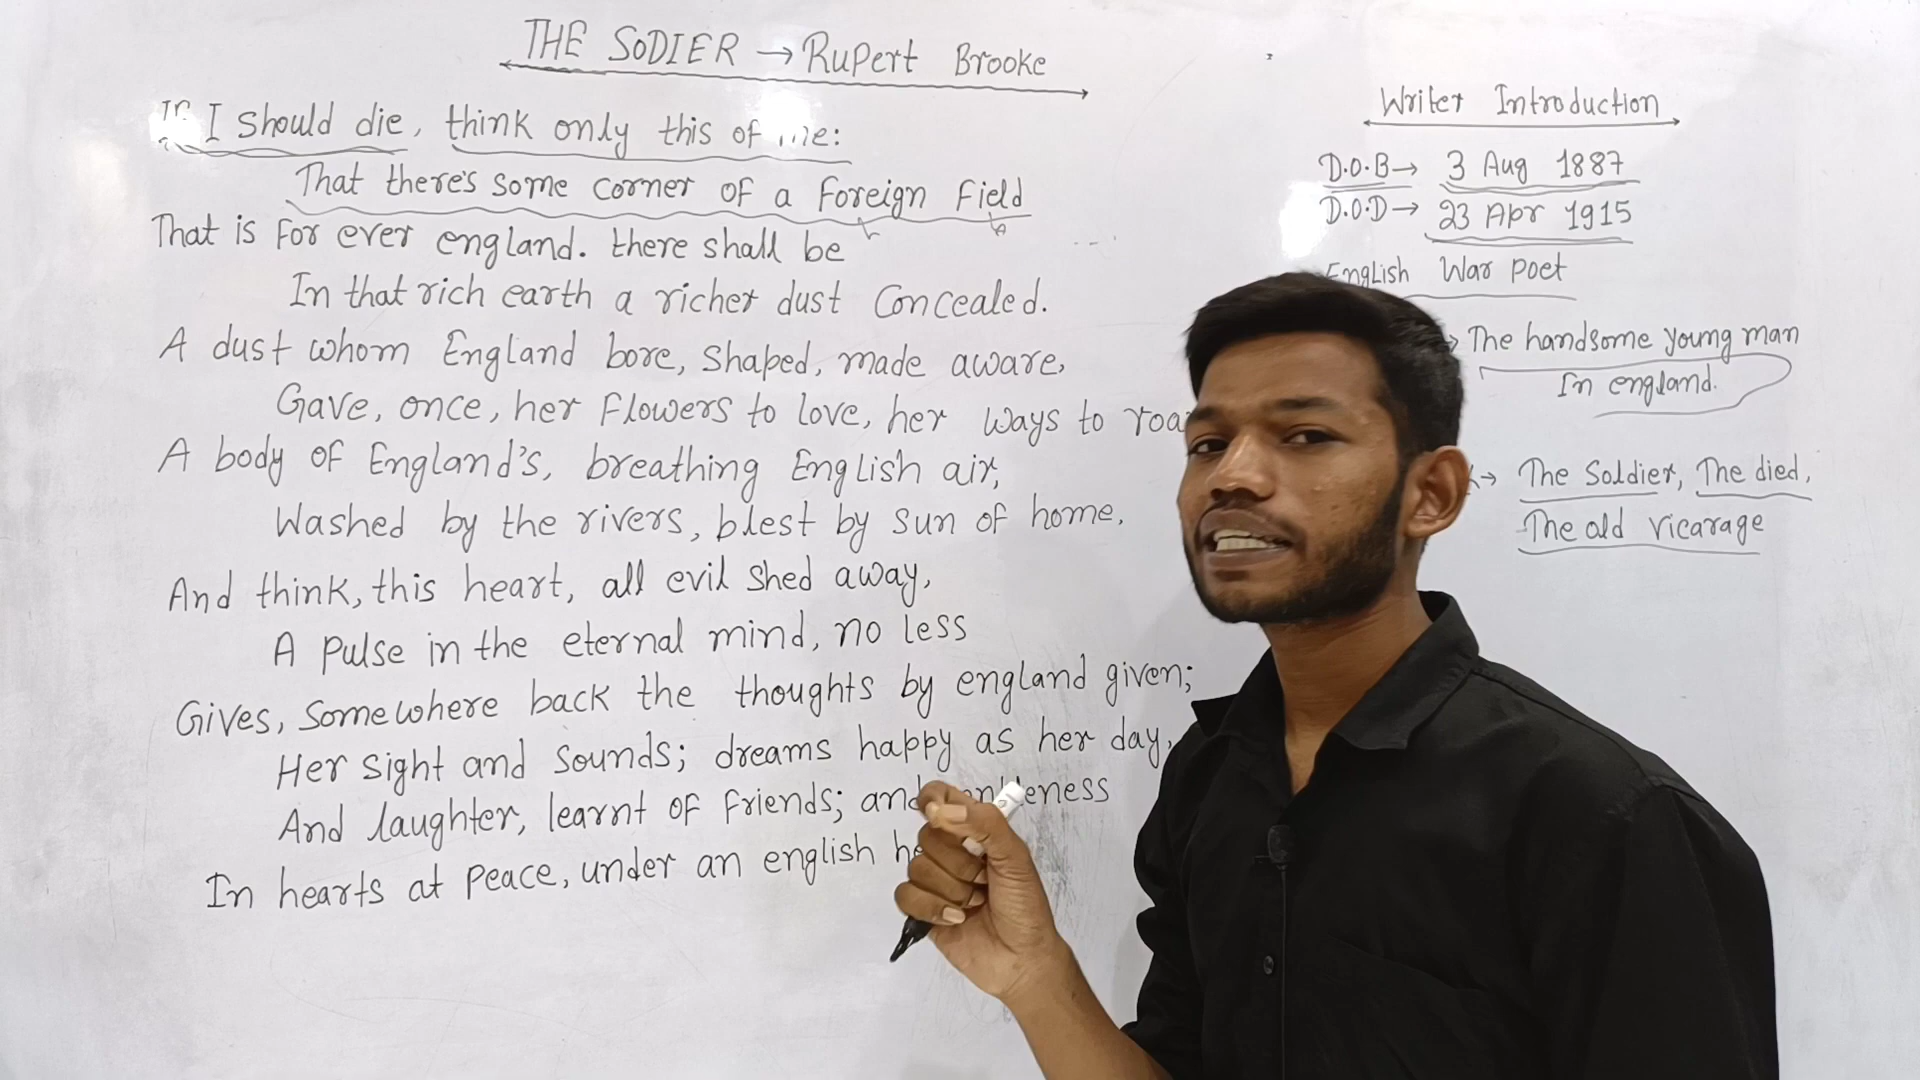 THE SODIER → Rupert Brooke
If I should die, think only this of me:
That there's some corner of a foreign field
That is for ever england. there shall be
In that rich earth a richer dust Concealed.
A dust whom England bore, shaped, made aware,
Gave, once, her flowers to love, her ways to
A body of England's, breathing English air,
Washed by the rivers, blest by sun of home.
And think, this heart, all evil shed away,
A pulse in the eternal mind, no less
Gives, somewhere back the thoughts by england given;
Her sight and sounds; dreams happy as her day,
And laughter, learnt of friends; and
In hearts at peace, under an english
Writer Introduction
D.O.B → 3 Aug 1887
D.O.D → 23 Apr 1915
English War poet
The handsome young man
In england.
→ The Soldier, The died,
The old vicarage